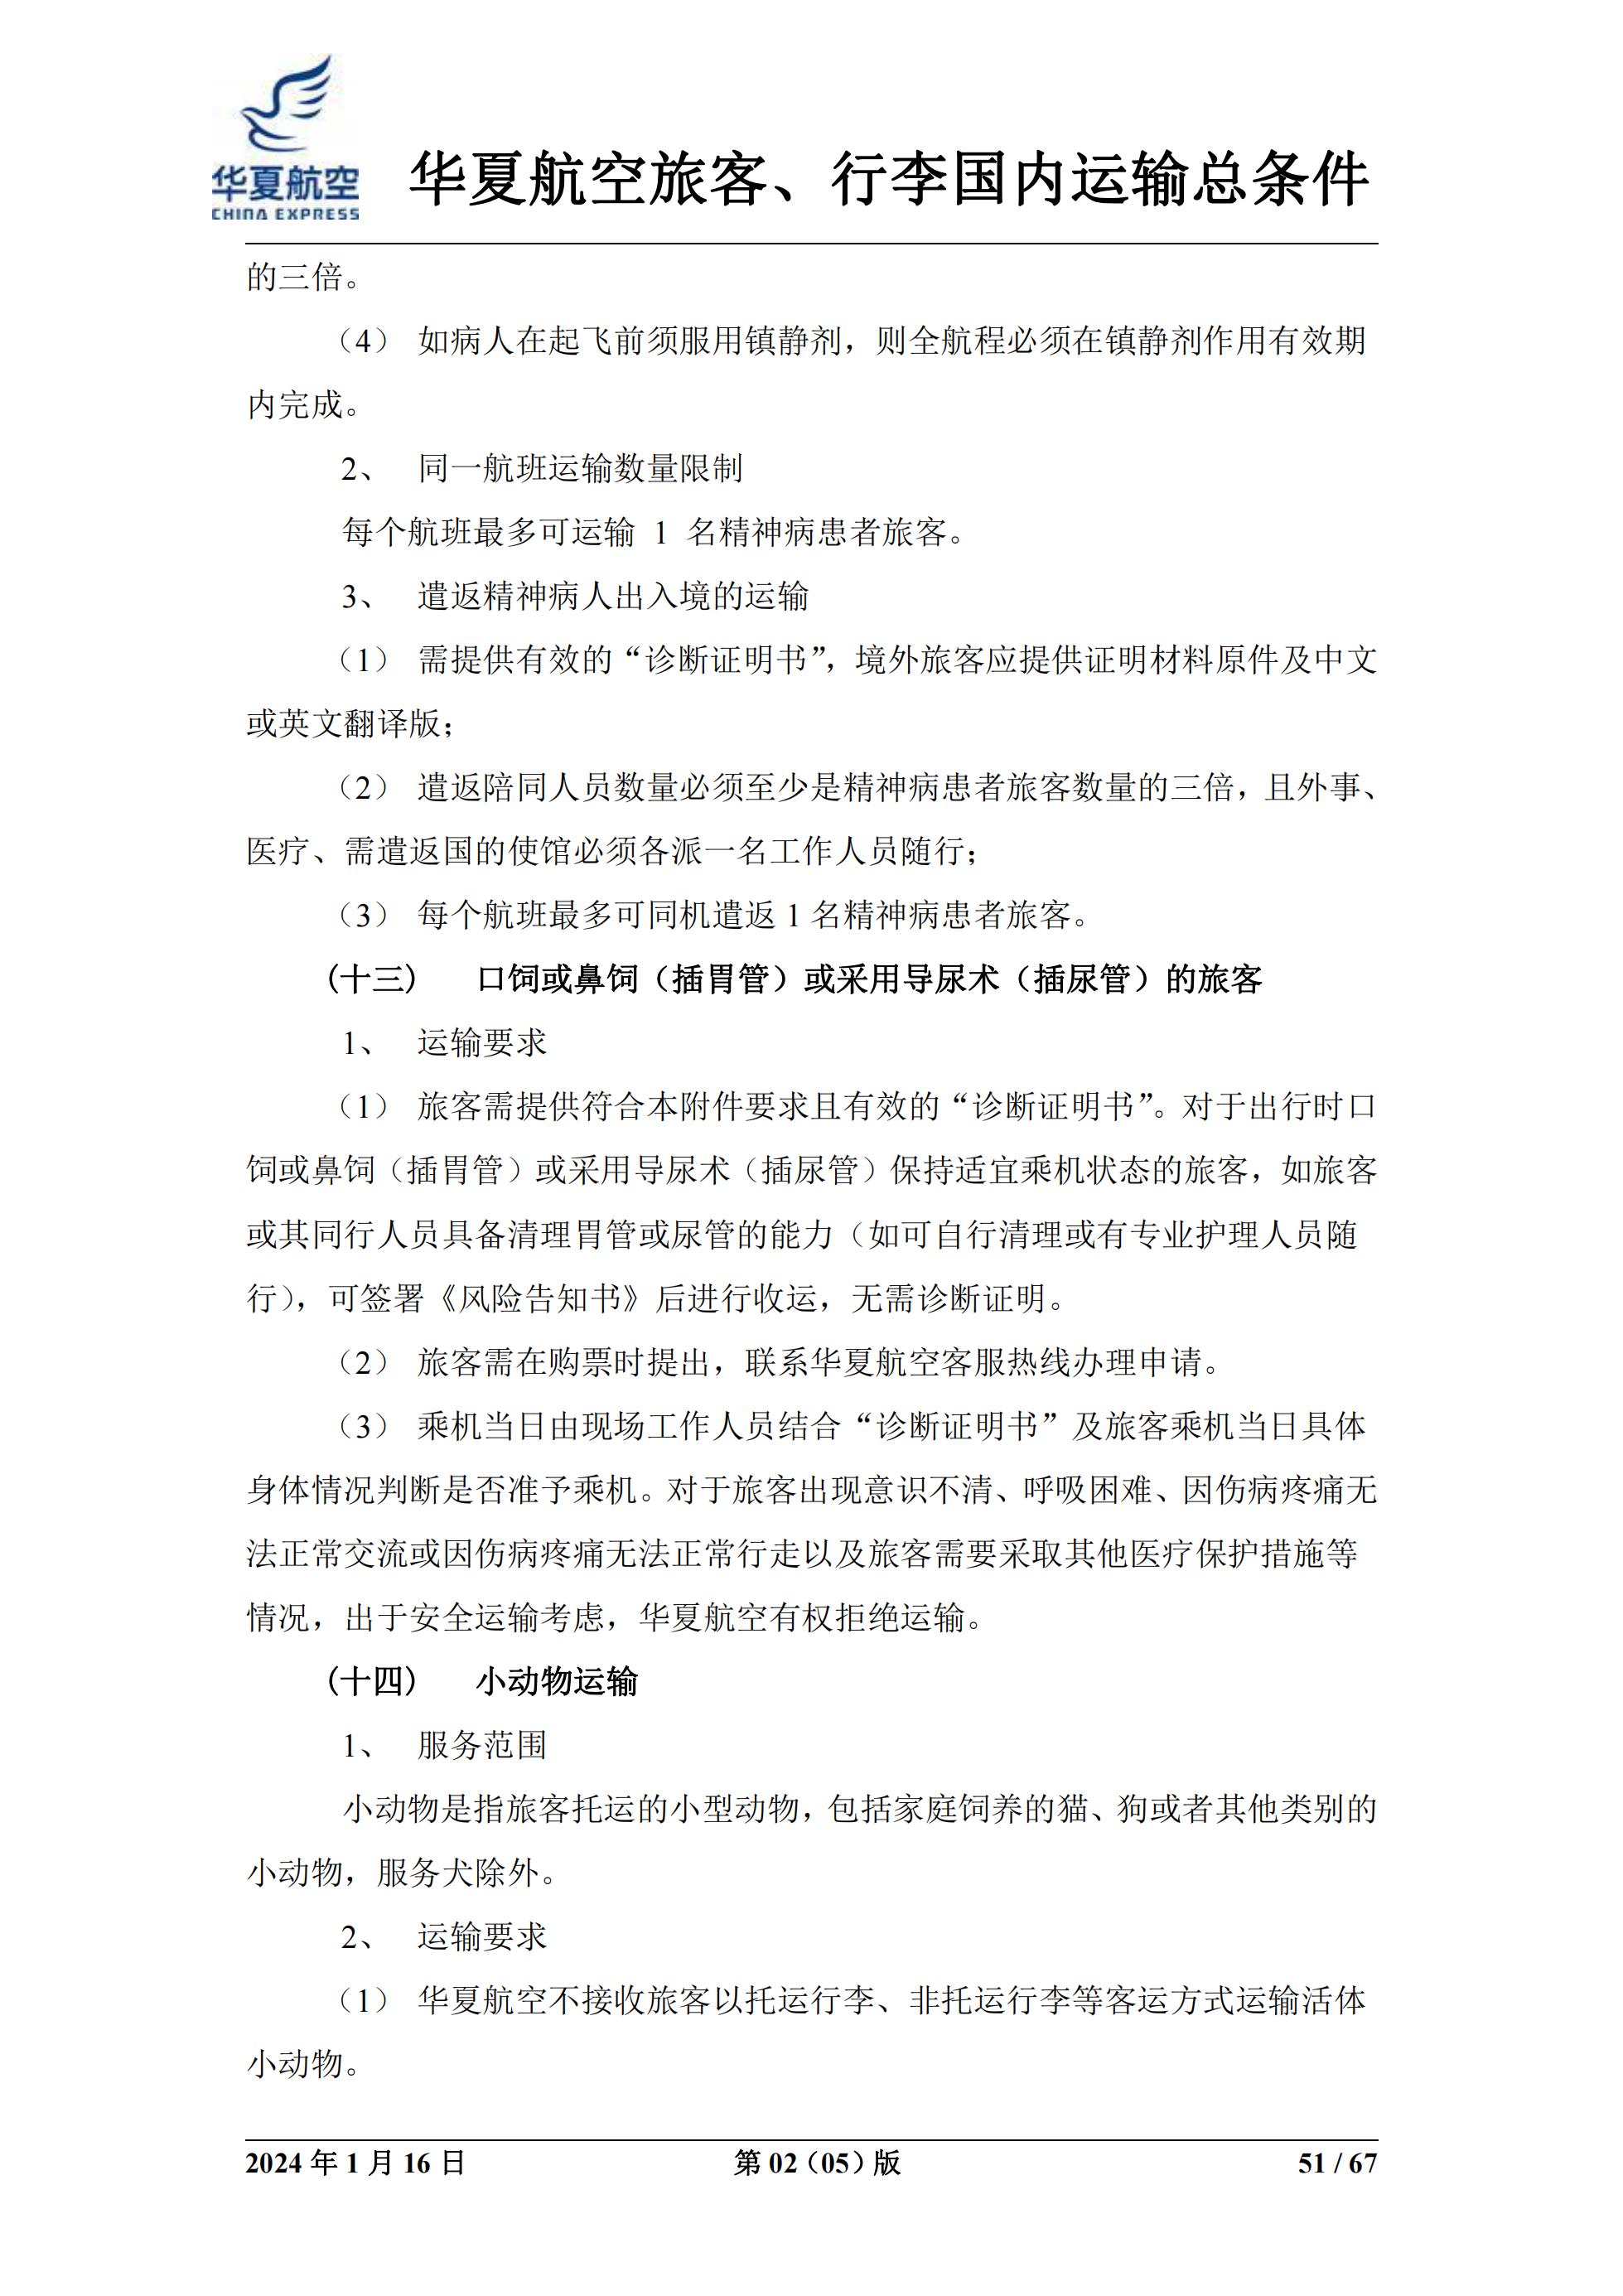 华夏航空
CHINA EXPRESS
华夏航空旅客、行李国内运输总条件
的三倍。
（4） 如病人在起飞前须服用镇静剂，则全航程必须在镇静剂作用有效期
内完成。
2、 同一航班运输数量限制
每个航班最多可运输 1 名精神病患者旅客。
3、 遣返精神病人出入境的运输
（1） 需提供有效的“诊断证明书”，境外旅客应提供证明材料原件及中文
或英文翻译版；
（2） 遣返陪同人员数量必须至少是精神病患者旅客数量的三倍，且外事、
医疗、需遣返国的使馆必须各派一名工作人员随行；
（3） 每个航班最多可同机遣返 1 名精神病患者旅客。
(十三) 口饲或鼻饲（插胃管）或采用导尿术（插尿管）的旅客
1、 运输要求
（1） 旅客需提供符合本附件要求且有效的“诊断证明书”。对于出行时口
饲或鼻饲（插胃管）或采用导尿术（插尿管）保持适宜乘机状态的旅客，如旅客
或其同行人员具备清理胃管或尿管的能力（如可自行清理或有专业护理人员随
行），可签署《风险告知书》后进行收运，无需诊断证明。
（2） 旅客需在购票时提出，联系华夏航空客服热线办理申请。
（3） 乘机当日由现场工作人员结合“诊断证明书”及旅客乘机当日具体
身体情况判断是否准予乘机。对于旅客出现意识不清、呼吸困难、因伤病疼痛无
法正常交流或因伤病疼痛无法正常行走以及旅客需要采取其他医疗保护措施等
情况，出于安全运输考虑，华夏航空有权拒绝运输。
(十四) 小动物运输
1、 服务范围
小动物是指旅客托运的小型动物，包括家庭饲养的猫、狗或者其他类别的
小动物，服务犬除外。
2、 运输要求
（1） 华夏航空不接收旅客以托运行李、非托运行李等客运方式运输活体
小动物。
2024 年 1 月 16 日 第 02（05）版 51 / 67